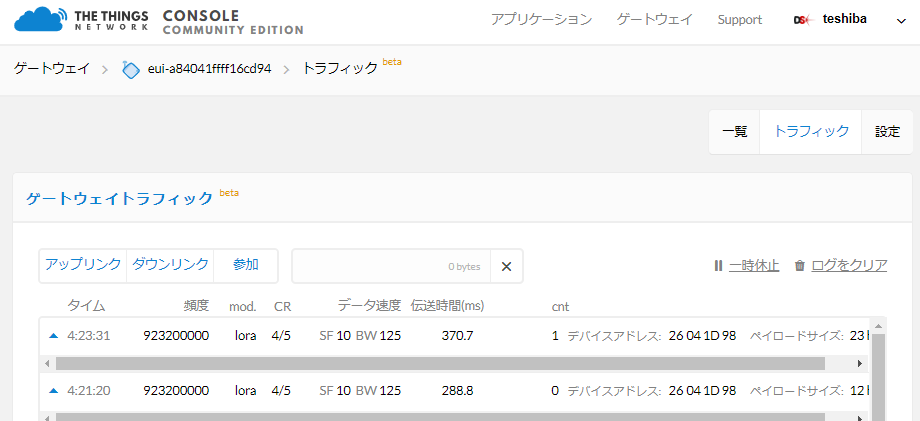 THE THINGS NETWORK CONSOLE COMMUNITY EDITION アプリケーション ゲートウェイ Support teshiba
ゲートウェイ eui-a84041ffff16cd94 トラフィック beta
一覧 トラフィック 設定
ゲートウェイトラフィック beta
アップリンク ダウンリンク 参加 0 bytes × 一時休止 ログをクリア
タイム 頻度 mod. CR データ速度 伝送時間(ms) cnt
4:23:31 923200000 lora 4/5 SF 10 BW 125 370.7 1 デバイスアドレス: 26 04 1D 98 ペイロードサイズ: 23
4:21:20 923200000 lora 4/5 SF 10 BW 125 288.8 0 デバイスアドレス: 26 04 1D 98 ペイロードサイズ: 12